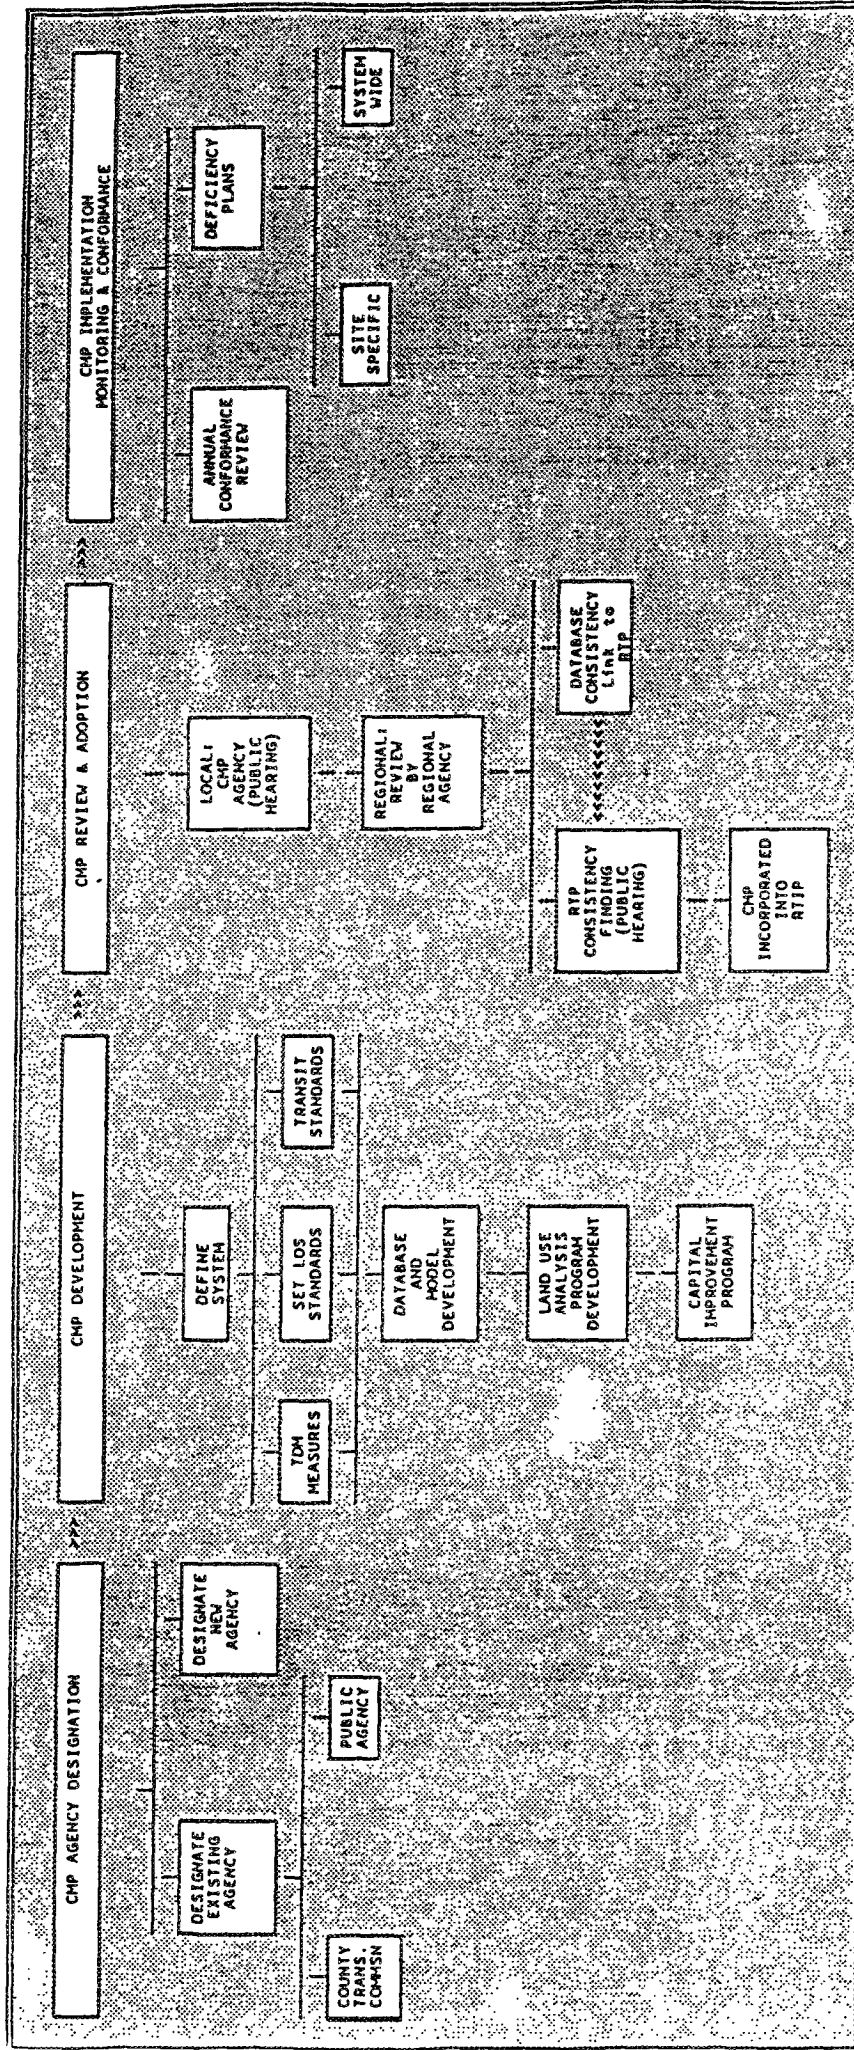 CMP AGENCY DESIGNATION
>>>
CMP DEVELOPMENT
>>>
CMP REVIEW & ADOPTION
>>>
CMP IMPLEMENTATION
MONITORING & CONFORMANCE
DESIGNATE
EXISTING
AGENCY
DESIGNATE
NEW
AGENCY
COUNTY
TRANS.
COMMSN
PUBLIC
AGENCY
DEFINE
SYSTEM
TDM
MEASURES
SET LOS
STANDARDS
TRANSIT
STANDARDS
DATABASE
AND
MODEL
DEVELOPMENT
LAND USE
ANALYSIS
PROGRAM
DEVELOPMENT
CAPITAL
IMPROVEMENT
PROGRAM
LOCAL:
CMP
AGENCY
(PUBLIC
HEARING)
REGIONAL:
REVIEW
BY
REGIONAL
AGENCY
RTP
CONSISTENCY
FINDING
(PUBLIC
HEARING)
<<<<<<<<<<
DATABASE
CONSISTENCY
Link to
RTP
CMP
INCORPORATED
INTO
RTIP
ANNUAL
CONFORMANCE
REVIEW
DEFICIENCY
PLANS
SITE
SPECIFIC
SYSTEM
WIDE